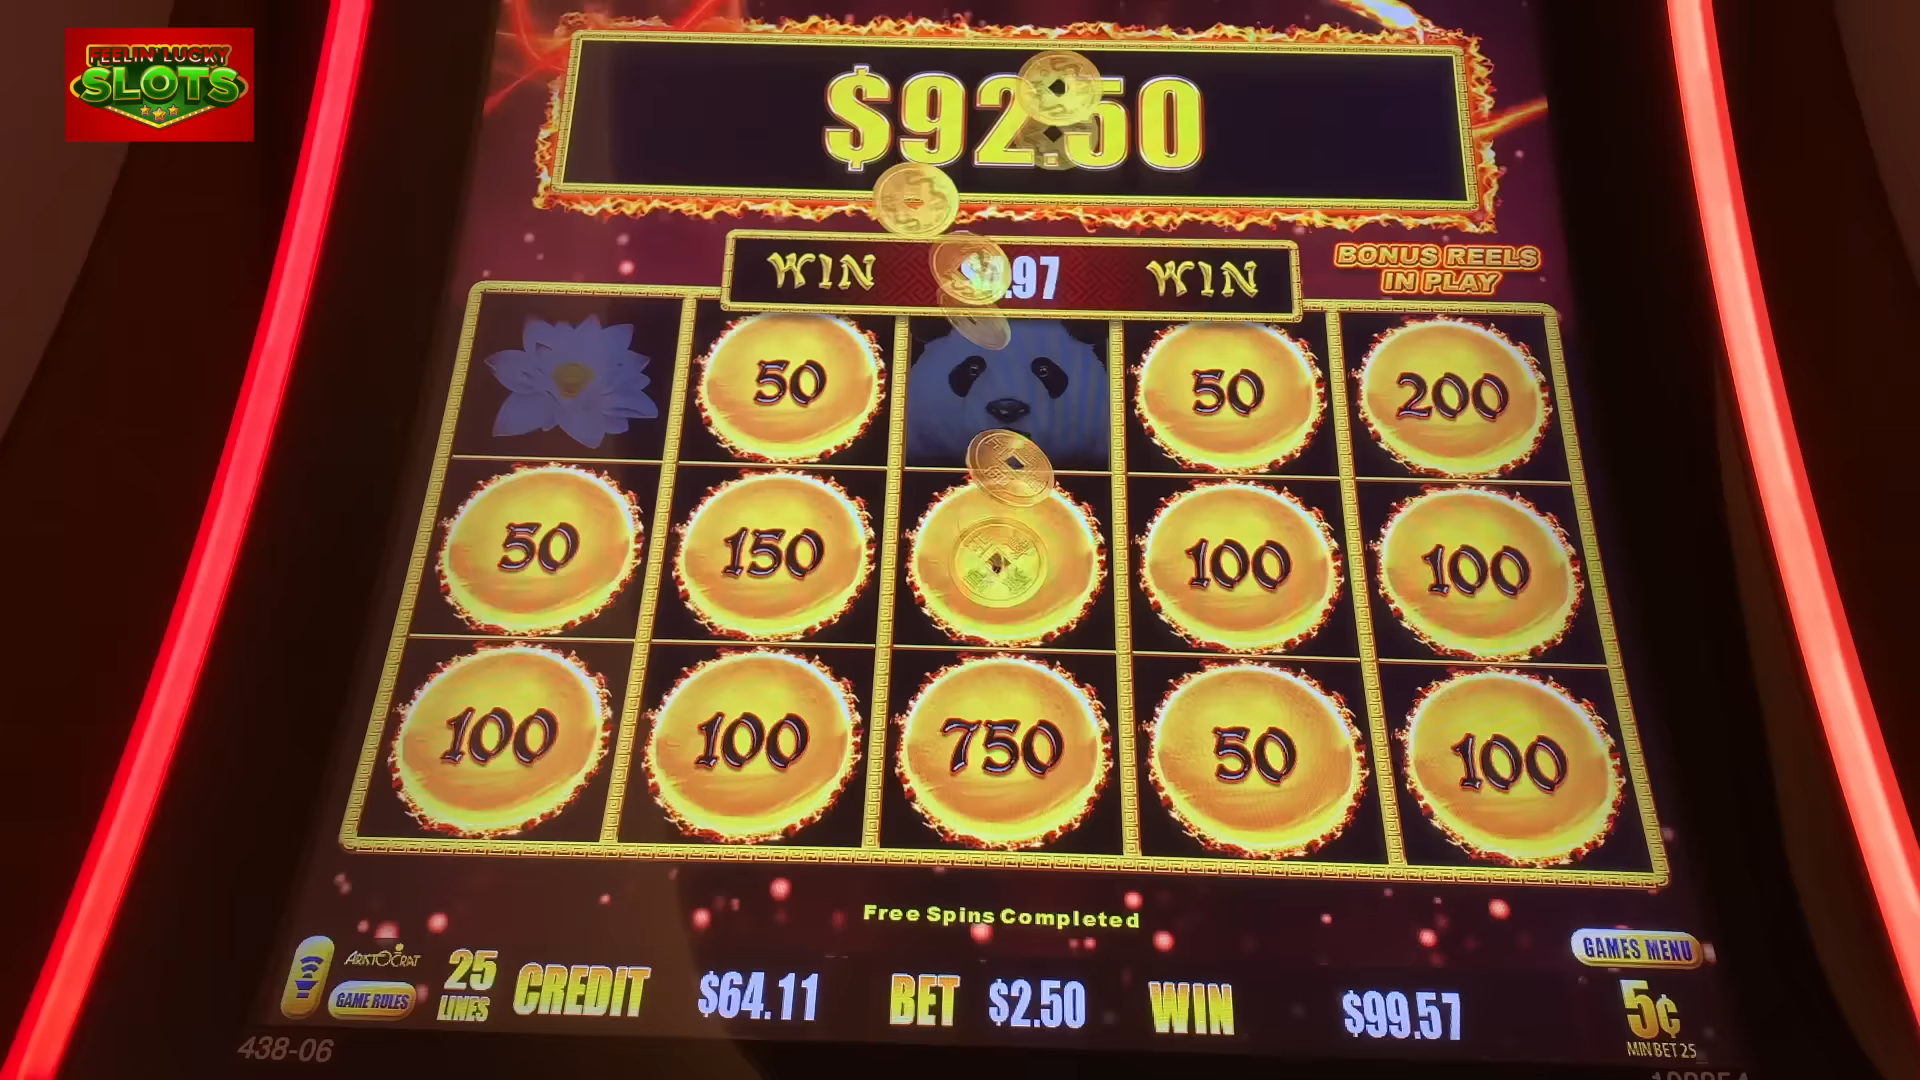 FEELIN' LUCKY
SLOTS
$92.50
WIN
WIN
BONUS REELS
IN PLAY
50
50
200
50
150
100
100
100
100
750
50
100
Free Spins Completed
ARISTOCRAT
GAME RULES
25
LINES
CREDIT $64.11 BET $2.50 WIN $99.57
GAMES MENU
5¢
MIN BET 25
438-06